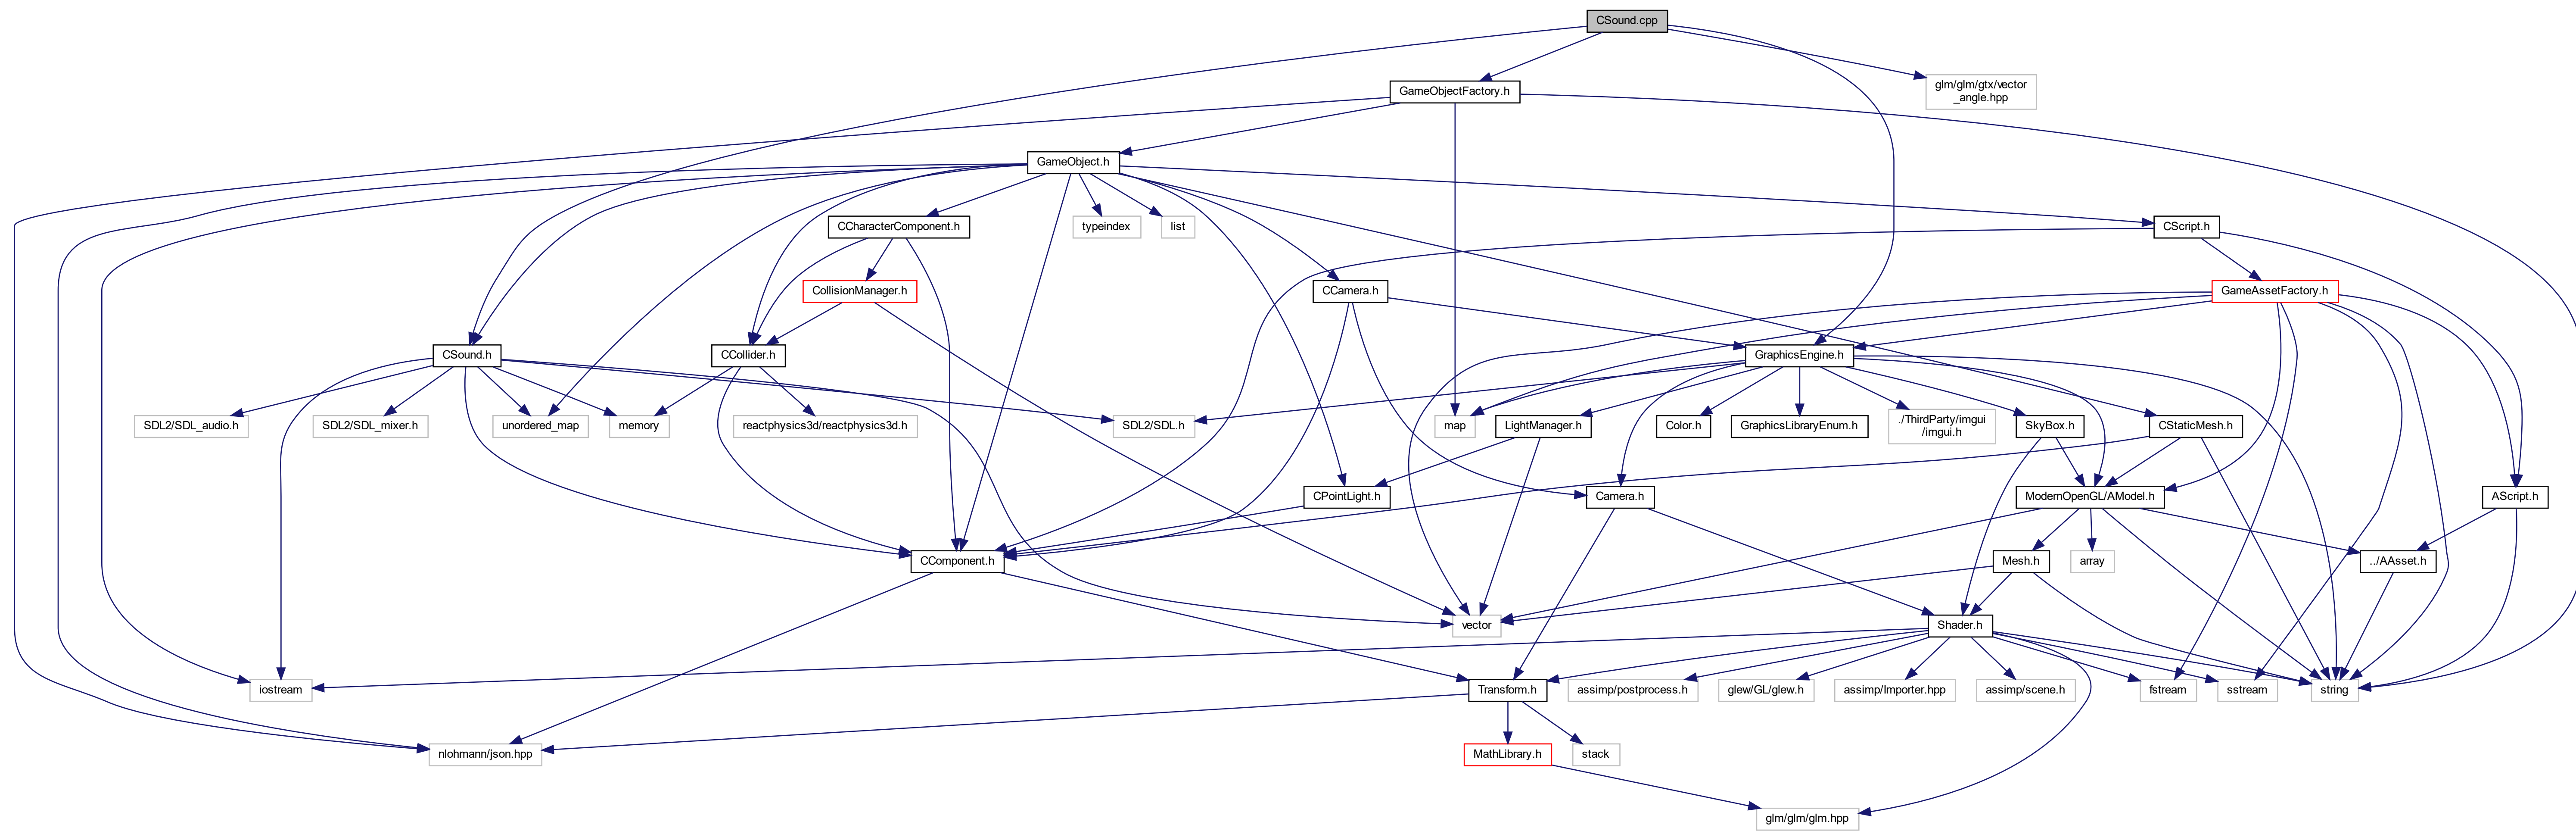 CSound.cpp
GameObjectFactory.h
glm/glm/gtx/vector
_angle.hpp
GameObject.h
CCharacterComponent.h
typeindex
list
CScript.h
CollisionManager.h
CCamera.h
GameAssetFactory.h
CSound.h
CCollider.h
GraphicsEngine.h
SDL2/SDL_audio.h
SDL2/SDL_mixer.h
unordered_map
memory
reactphysics3d/reactphysics3d.h
SDL2/SDL.h
map
LightManager.h
Color.h
GraphicsLibraryEnum.h
./ThirdParty/imgui
/imgui.h
SkyBox.h
CStaticMesh.h
CPointLight.h
Camera.h
ModernOpenGL/AModel.h
AScript.h
CComponent.h
Mesh.h
array
../AAsset.h
vector
Shader.h
iostream
Transform.h
assimp/postprocess.h
glew/GL/glew.h
assimp/Importer.hpp
assimp/scene.h
fstream
sstream
string
nlohmann/json.hpp
MathLibrary.h
stack
glm/glm/glm.hpp